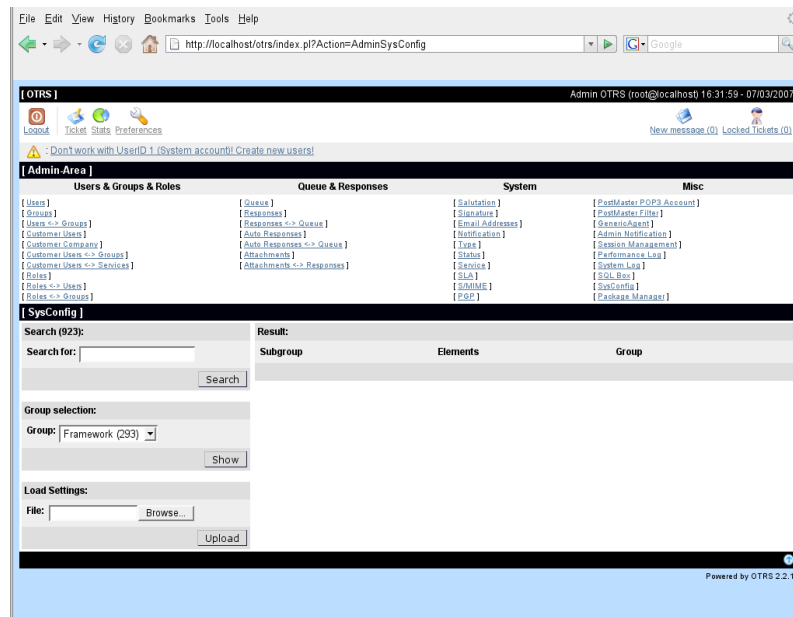 File Edit View History Bookmarks Tools Help
http://localhost/otrs/index.pl?Action=AdminSysConfig
G Google
[ OTRS ]
Admin OTRS (root@localhost) 16:31:59 - 07/03/2007
Logout Ticket Stats Preferences
New message (0) Locked Tickets (0)
: Don't work with UserID 1 (System account)! Create new users!
[ Admin-Area ]
Users & Groups & Roles Queue & Responses System Misc
[ Users ] [ Queue ] [ Salutation ] [ PostMaster POP3 Account ]
[ Groups ] [ Responses ] [ Signature ] [ PostMaster Filter ]
[ Users <-> Groups ] [ Responses <-> Queue ] [ Email Addresses ] [ GenericAgent ]
[ Customer Users ] [ Auto Responses ] [ Notification ] [ Admin Notification ]
[ Customer Company ] [ Auto Responses <-> Queue ] [ Type ] [ Session Management ]
[ Customer Users <-> Groups ] [ Attachments ] [ Status ] [ Performance Log ]
[ Customer Users <-> Services ] [ Attachments <-> Responses ] [ Service ] [ System Log ]
[ Roles ] [ SLA ] [ SQL Box ]
[ Roles <-> Users ] [ S/MIME ] [ SysConfig ]
[ Roles <-> Groups ] [ PGP ] [ Package Manager ]
[ SysConfig ]
Search (923): Result:
Search for: Subgroup Elements Group
Search
Group selection:
Group: Framework (293)
Show
Load Settings:
File: Browse...
Upload
Powered by OTRS 2.2.1